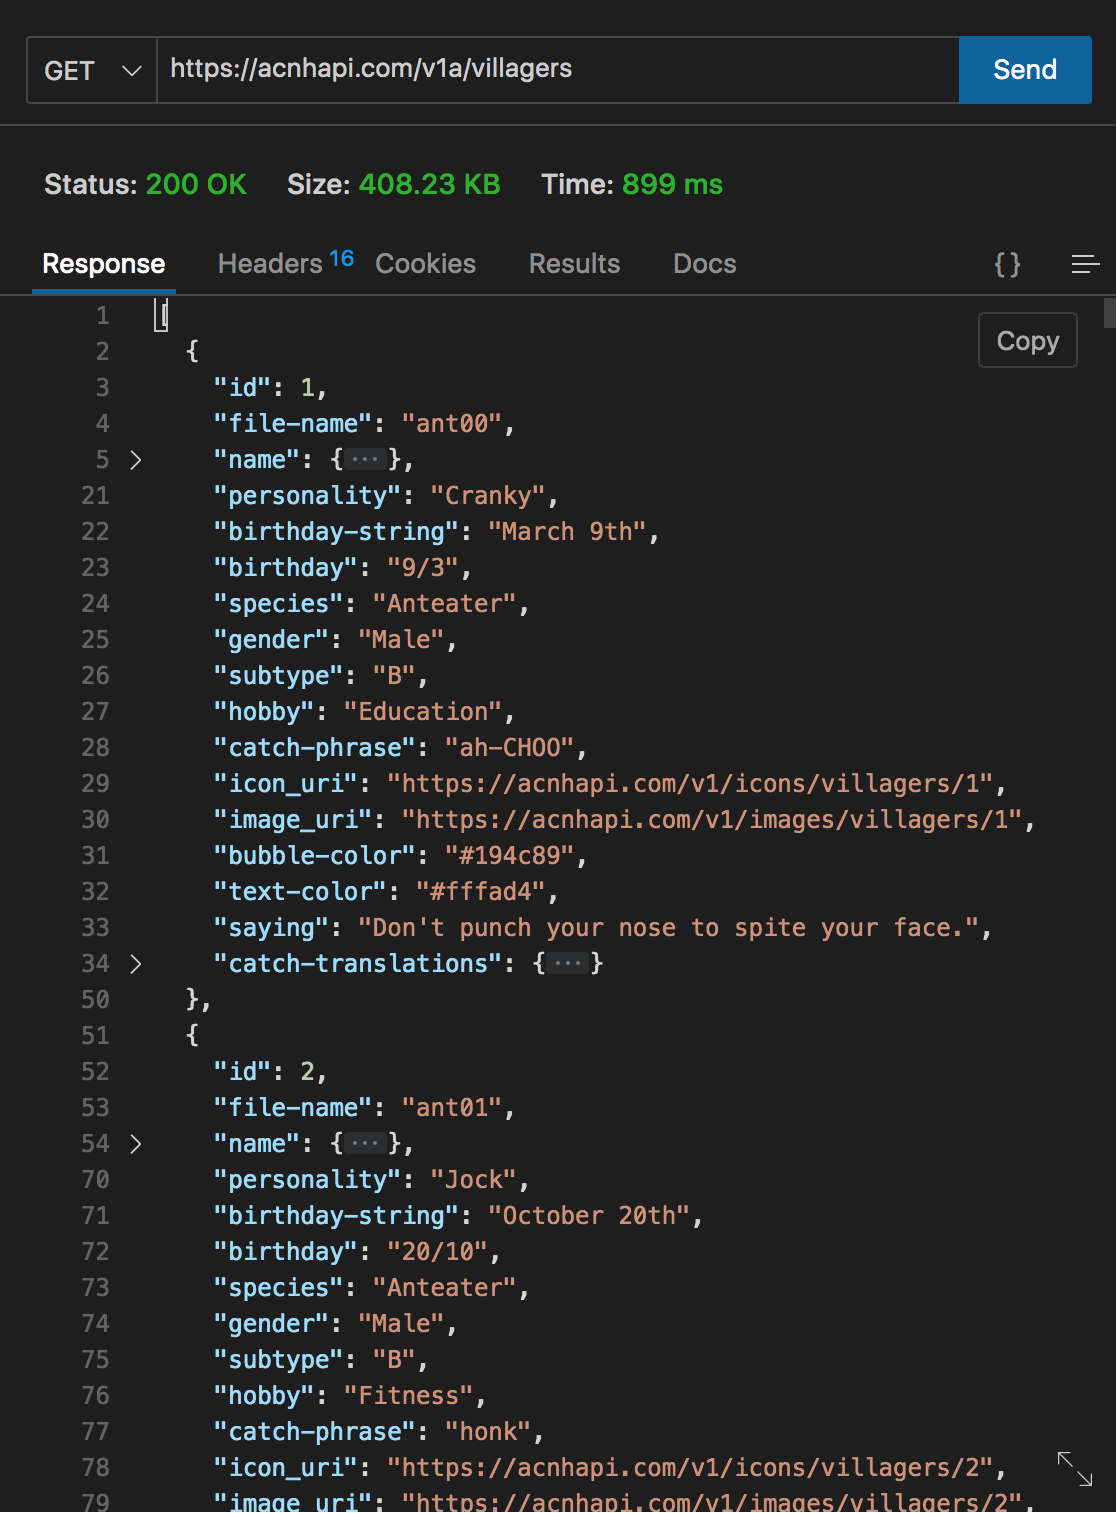 GET https://acnhapi.com/v1a/villagers Send
Status: 200 OK Size: 408.23 KB Time: 899 ms
Response Headers 16 Cookies Results Docs {}
1 [
Copy
2 {
3 "id": 1,
4 "file-name": "ant00",
5 "name": {···},
21 "personality": "Cranky",
22 "birthday-string": "March 9th",
23 "birthday": "9/3",
24 "species": "Anteater",
25 "gender": "Male",
26 "subtype": "B",
27 "hobby": "Education",
28 "catch-phrase": "ah-CHOO",
29 "icon_uri": "https://acnhapi.com/v1/icons/villagers/1",
30 "image_uri": "https://acnhapi.com/v1/images/villagers/1",
31 "bubble-color": "#194c89",
32 "text-color": "#fffad4",
33 "saying": "Don't punch your nose to spite your face.",
34 "catch-translations": {···}
50 },
51 {
52 "id": 2,
53 "file-name": "ant01",
54 "name": {···},
70 "personality": "Jock",
71 "birthday-string": "October 20th",
72 "birthday": "20/10",
73 "species": "Anteater",
74 "gender": "Male",
75 "subtype": "B",
76 "hobby": "Fitness",
77 "catch-phrase": "honk",
78 "icon_uri": "https://acnhapi.com/v1/icons/villagers/2",
79 "image_uri": "https://acnhapi.com/v1/images/villagers/2",